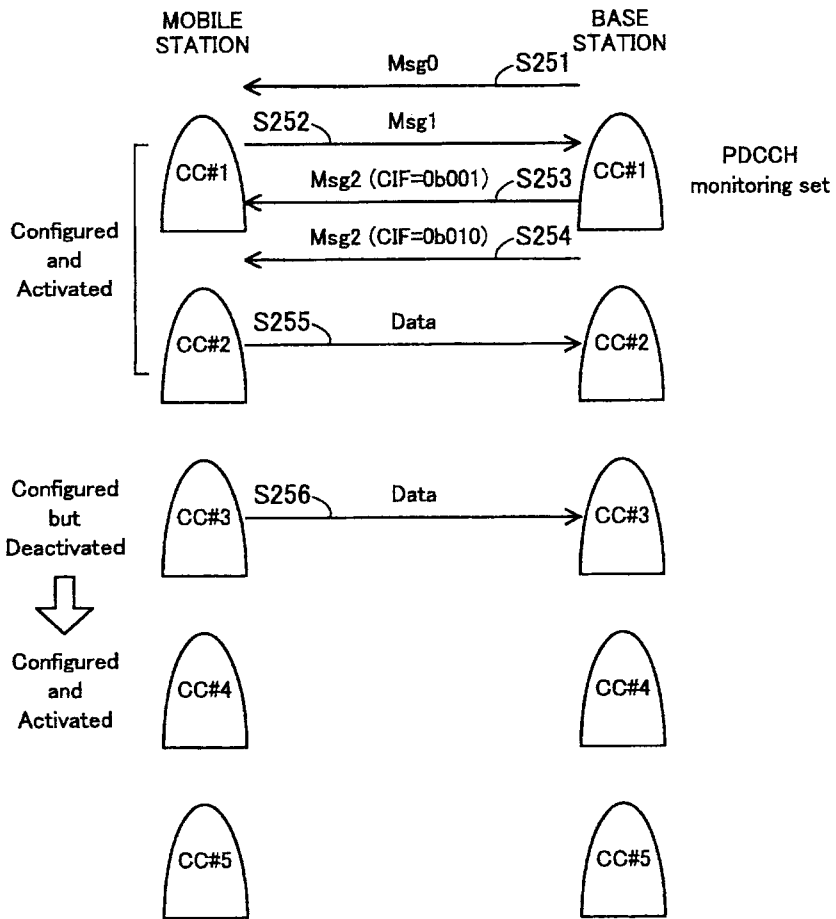 MOBILE STATION
BASE STATION
Msg0
S251
S252
Msg1
CC#1
CC#1
PDCCH
monitoring set
Msg2 (CIF=0b001)
S253
Msg2 (CIF=0b010)
S254
Configured
and
Activated
S255
Data
CC#2
CC#2
Configured
but
Deactivated
S256
Data
CC#3
CC#3
Configured
and
Activated
CC#4
CC#4
CC#5
CC#5